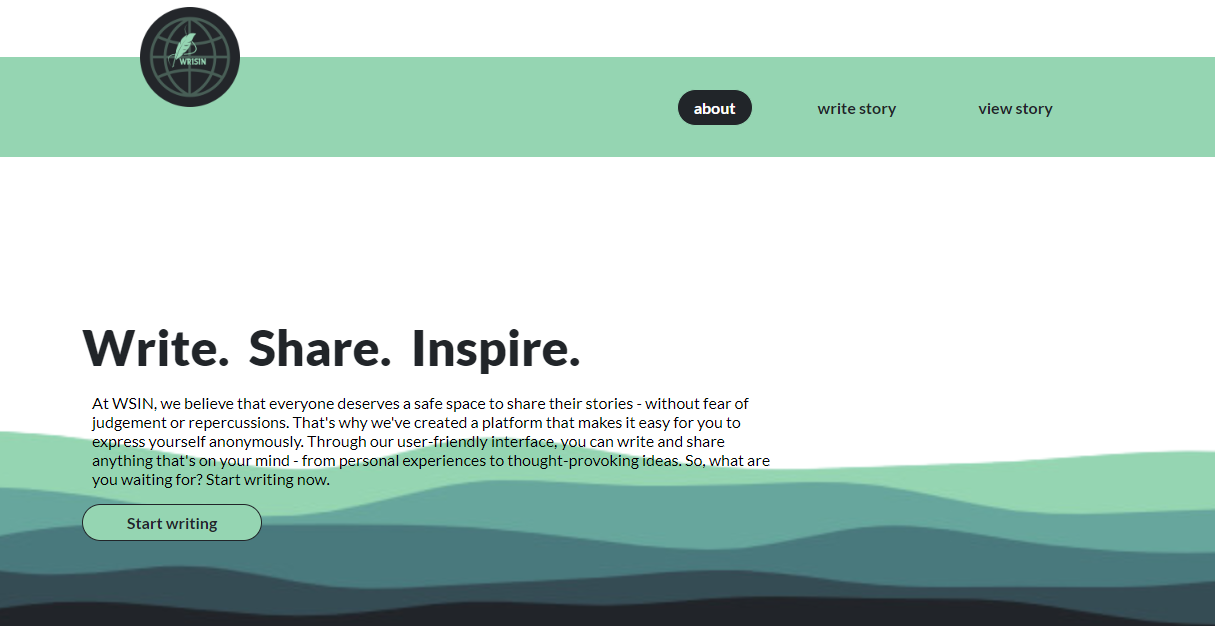 WRISIN
about
write story
view story
Write. Share. Inspire.
At WSIN, we believe that everyone deserves a safe space to share their stories - without fear of
judgement or repercussions. That's why we've created a platform that makes it easy for you to
express yourself anonymously. Through our user-friendly interface, you can write and share
anything that's on your mind - from personal experiences to thought-provoking ideas. So, what are
you waiting for? Start writing now.
Start writing